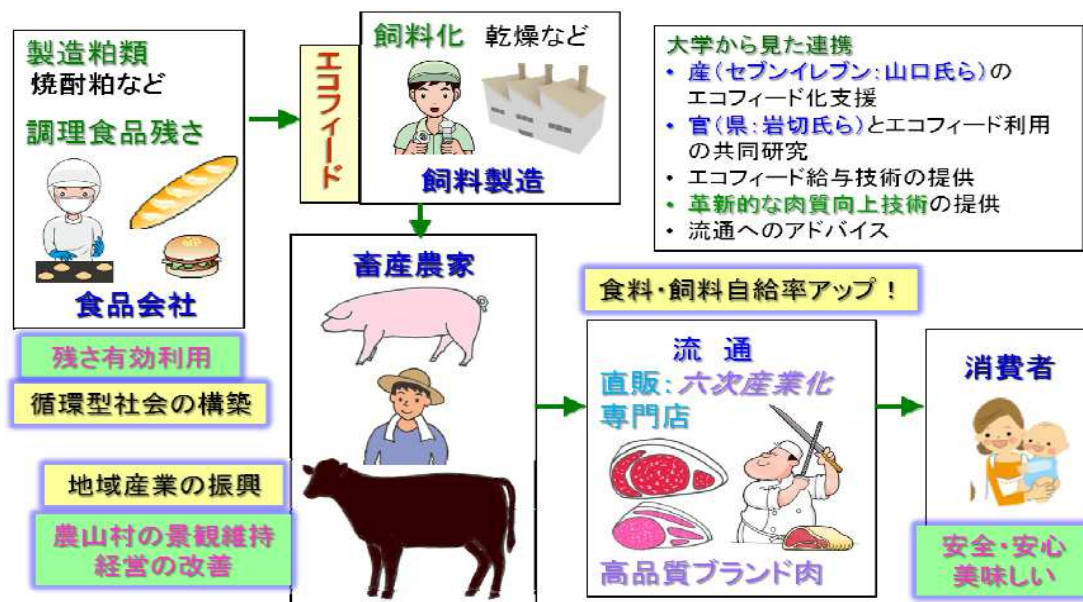 製造粕類
焼酎粕など
調理食品残さ
食品会社
エコフィード
飼料化 乾燥など
飼料製造
大学から見た連携
• 産(セブンイレブン:山口氏ら)の
エコフィード化支援
• 官(県:岩切氏ら)とエコフィード利用
の共同研究
• エコフィード給与技術の提供
• 革新的な肉質向上技術の提供
• 流通へのアドバイス
残さ有効利用
循環型社会の構築
地域産業の振興
農山村の景観維持
経営の改善
畜産農家
食料・飼料自給率アップ!
流 通
直販:六次産業化
専門店
高品質ブランド肉
消費者
安全・安心
美味しい